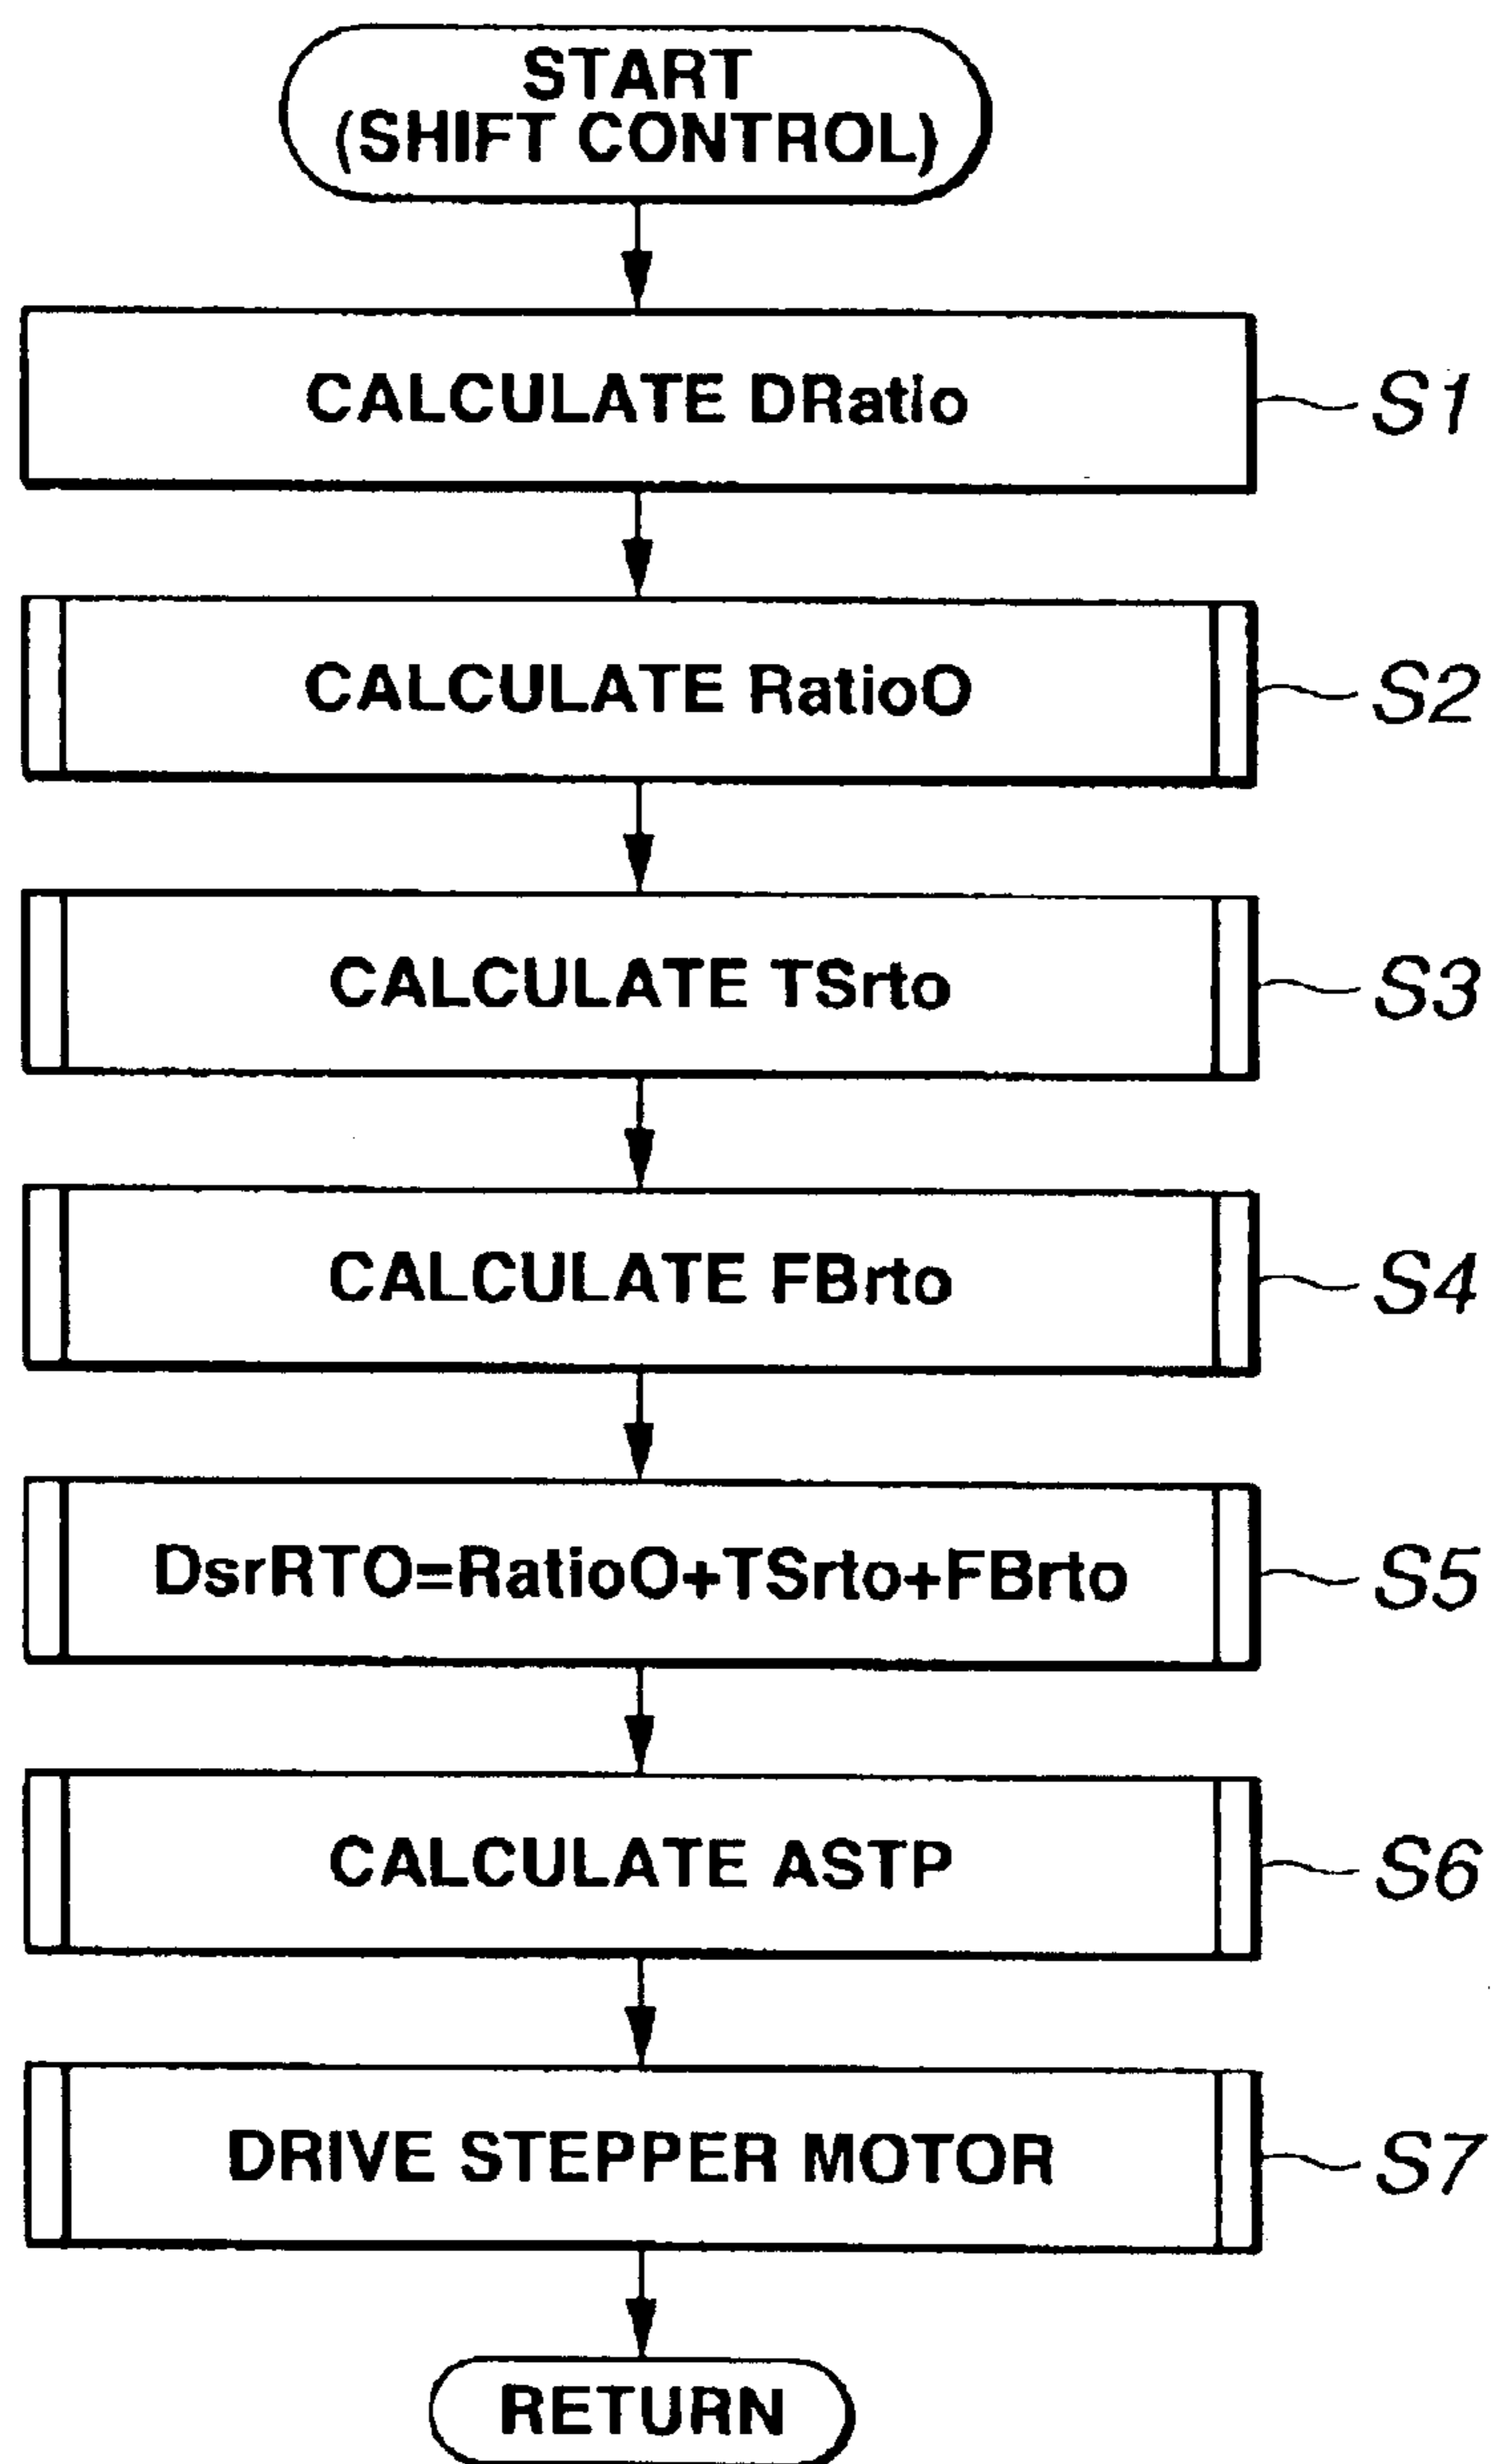 START
(SHIFT CONTROL)
CALCULATE DRatio
S1
CALCULATE RatioO
S2
CALCULATE TSrto
S3
CALCULATE FBrto
S4
DsrRTO=RatioO+TSrto+FBrto
S5
CALCULATE ASTP
S6
DRIVE STEPPER MOTOR
S7
RETURN